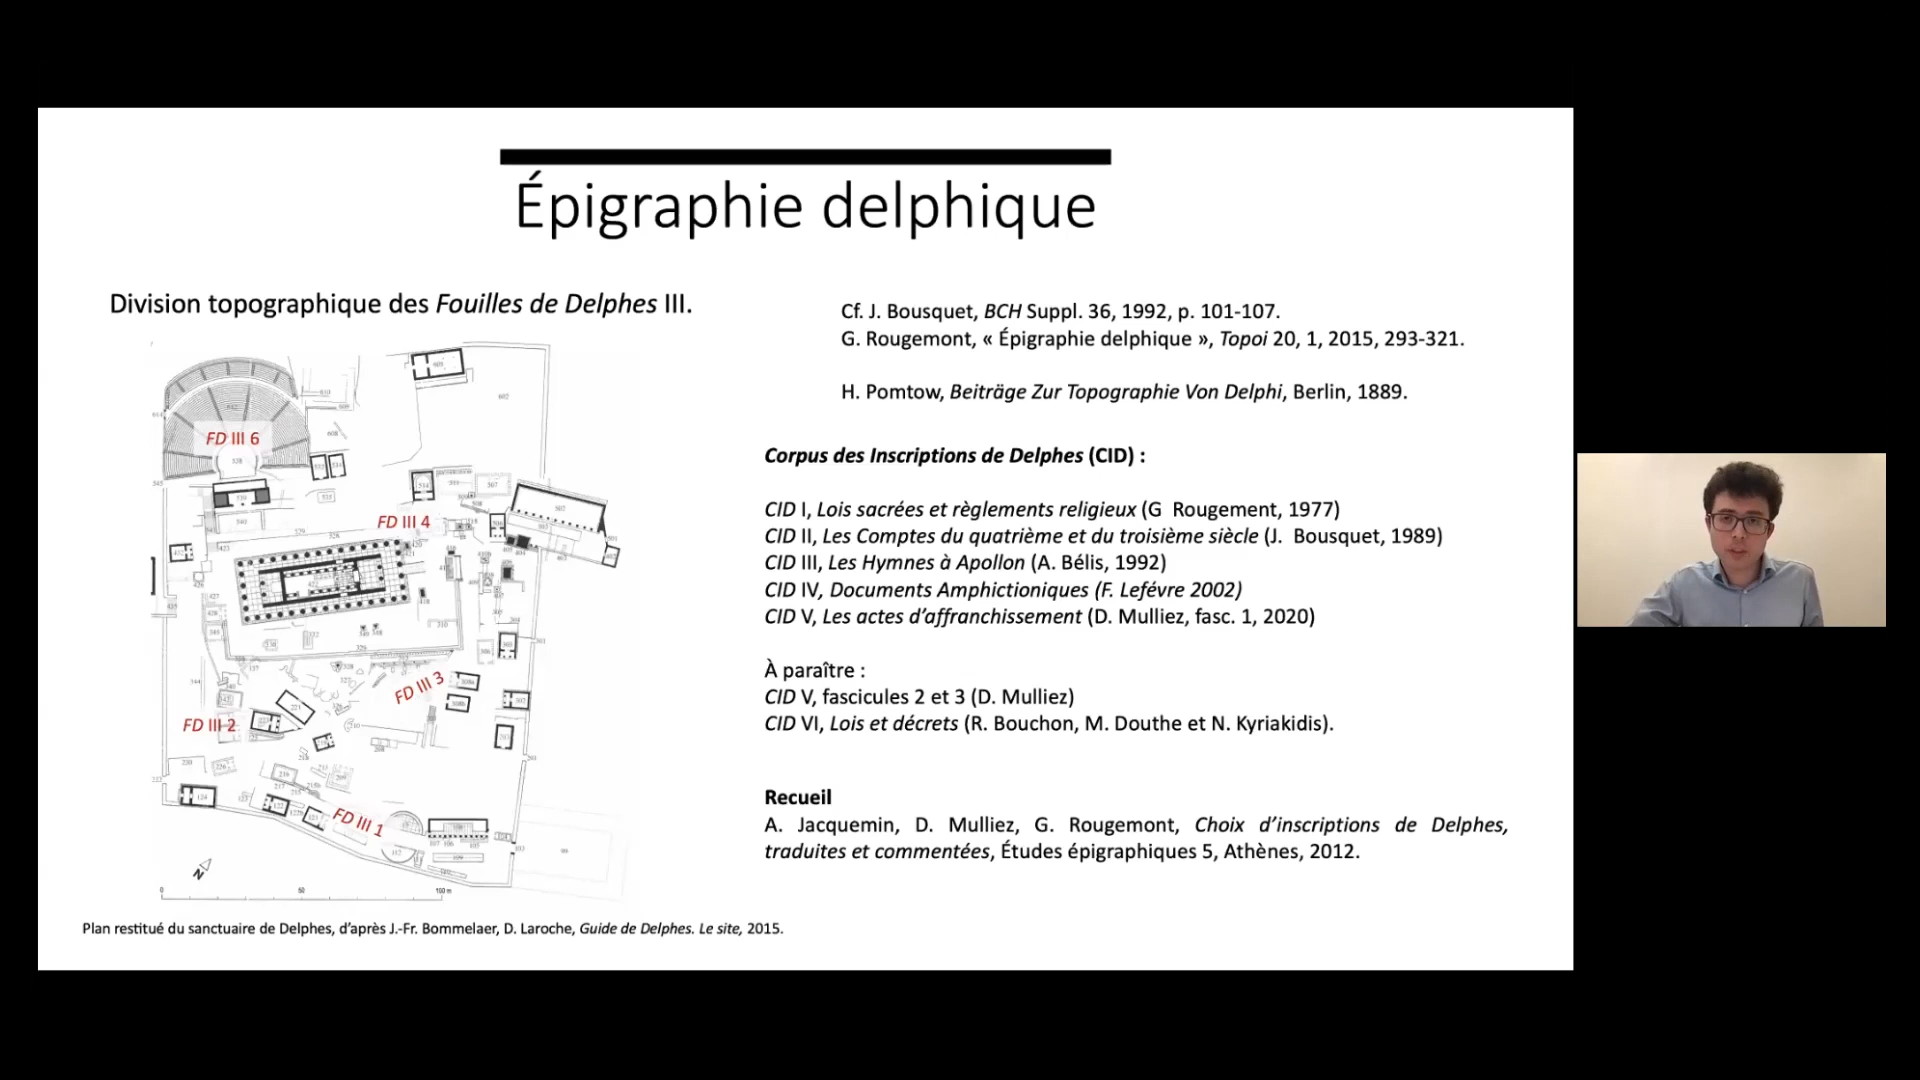 Épigraphie delphique
Division topographique des Fouilles de Delphes III.
FD III 6
FD III 4
FD III 3
FD III 2
FD III 1
N
0
50
100 m
Plan restitué du sanctuaire de Delphes, d'après J.-Fr. Bommelaer, D. Laroche, Guide de Delphes. Le site, 2015.
Cf. J. Bousquet, BCH Suppl. 36, 1992, p. 101-107.
G. Rougemont, « Épigraphie delphique », Topoi 20, 1, 2015, 293-321.
H. Pomtow, Beiträge Zur Topographie Von Delphi, Berlin, 1889.
Corpus des Inscriptions de Delphes (CID) :
CID I, Lois sacrées et règlements religieux (G Rougement, 1977)
CID II, Les Comptes du quatrième et du troisième siècle (J. Bousquet, 1989)
CID III, Les Hymnes à Apollon (A. Bélis, 1992)
CID IV, Documents Amphictioniques (F. Lefévre 2002)
CID V, Les actes d'affranchissement (D. Mulliez, fasc. 1, 2020)
À paraître :
CID V, fascicules 2 et 3 (D. Mulliez)
CID VI, Lois et décrets (R. Bouchon, M. Douthe et N. Kyriakidis).
Recueil
A. Jacquemin, D. Mulliez, G. Rougemont, Choix d'inscriptions de Delphes,
traduites et commentées, Études épigraphiques 5, Athènes, 2012.